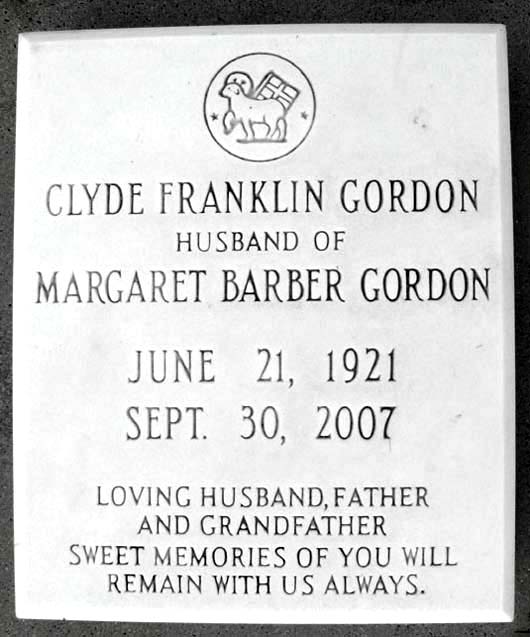 CLYDE FRANKLIN GORDON
HUSBAND OF
MARGARET BARBER GORDON
JUNE 21, 1921
SEPT. 30, 2007
LOVING HUSBAND, FATHER
AND GRANDFATHER
SWEET MEMORIES OF YOU WILL
REMAIN WITH US ALWAYS.